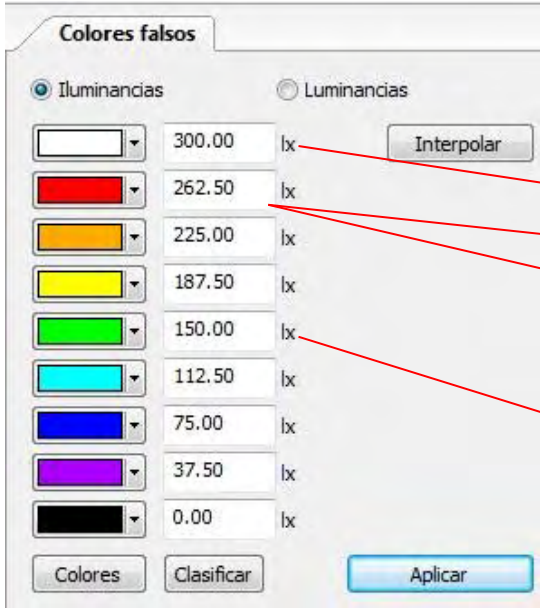 Colores falsos
Iluminancias Luminancias
300.00 lx Interpolar
262.50 lx
225.00 lx
187.50 lx
150.00 lx
112.50 lx
75.00 lx
37.50 lx
0.00 lx
Colores Clasificar Aplicar